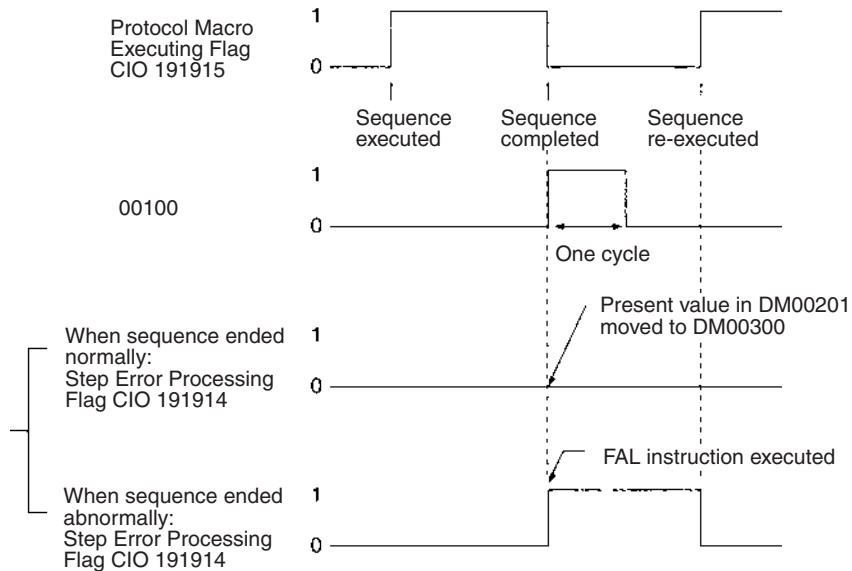 Protocol Macro
Executing Flag
CIO 191915
1
0
Sequence
executed
Sequence
completed
Sequence
re-executed
00100
1
0
One cycle
Present value in DM00201
moved to DM00300
When sequence ended
normally:
Step Error Processing
Flag CIO 191914
1
0
FAL instruction executed
When sequence ended
abnormally:
Step Error Processing
Flag CIO 191914
1
0